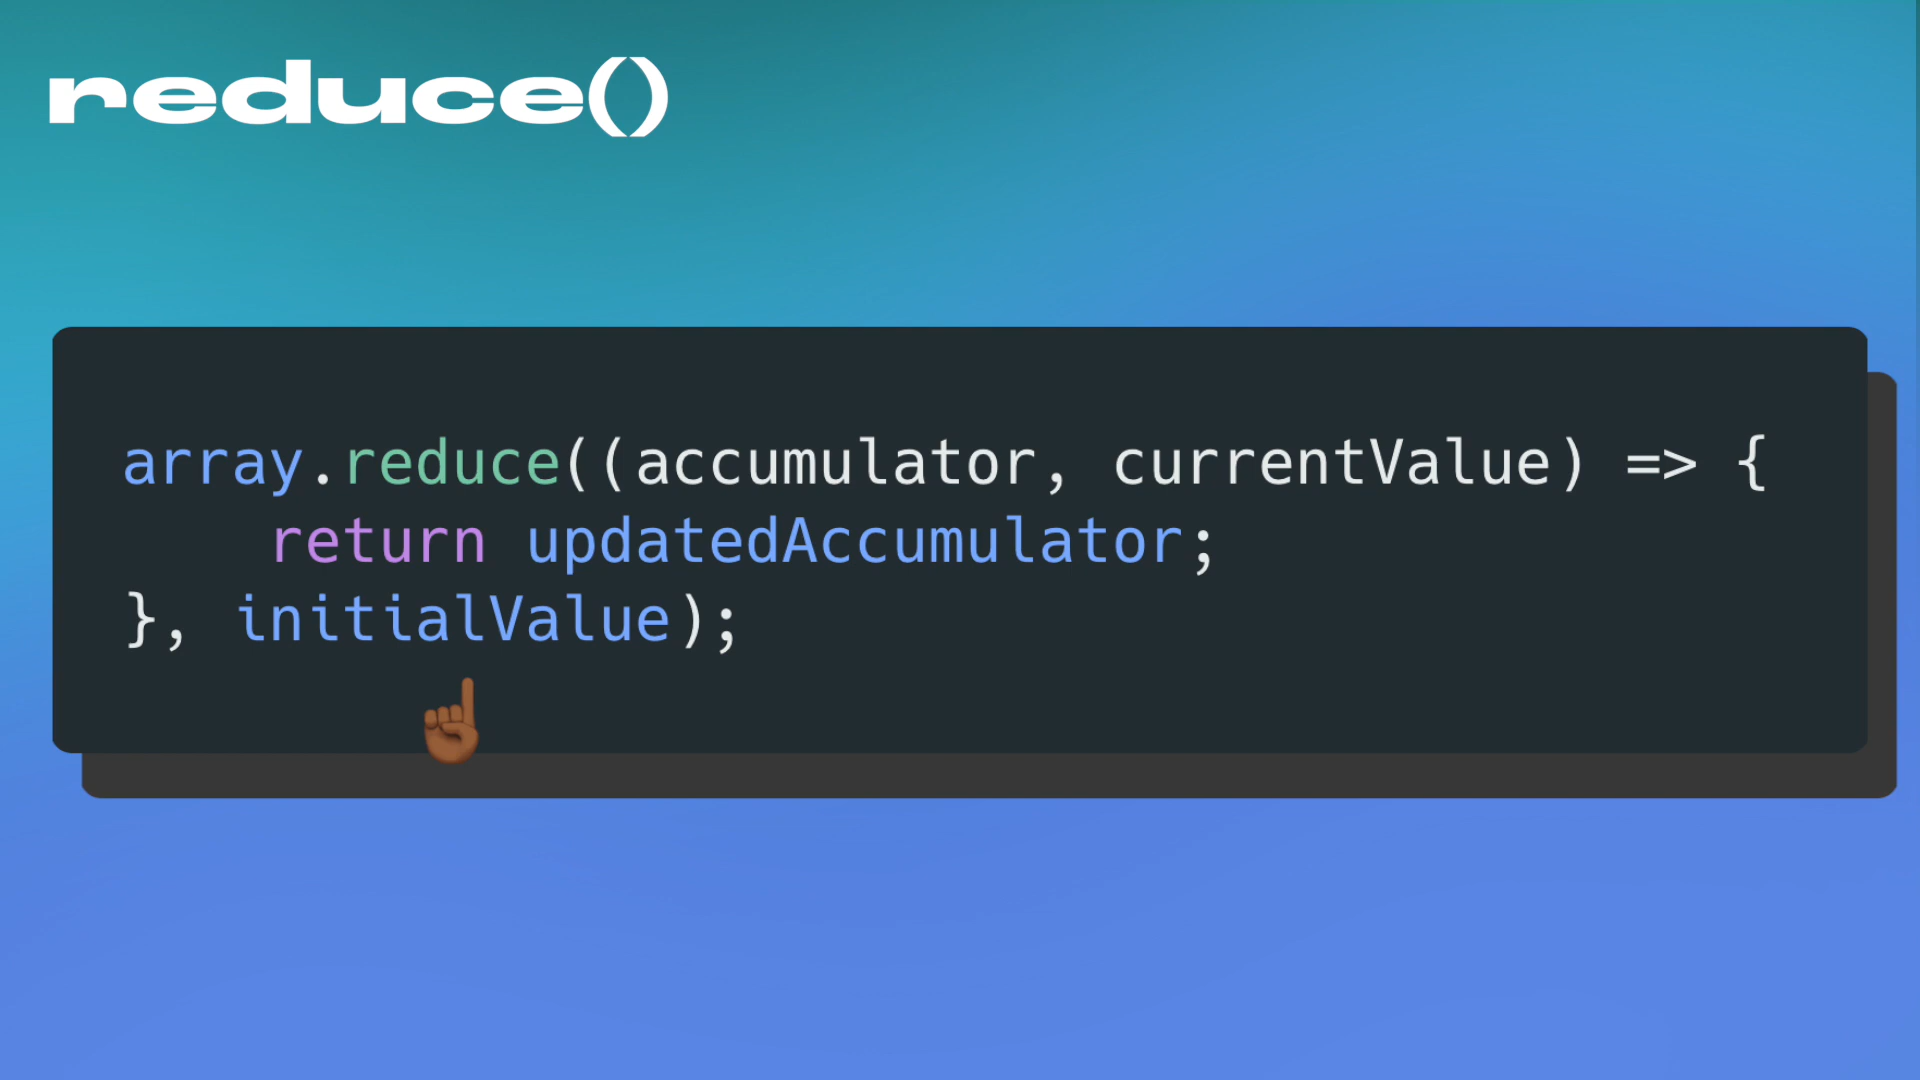 reduce()
array.reduce((accumulator, currentValue) => {
    return updatedAccumulator;
}, initialValue);